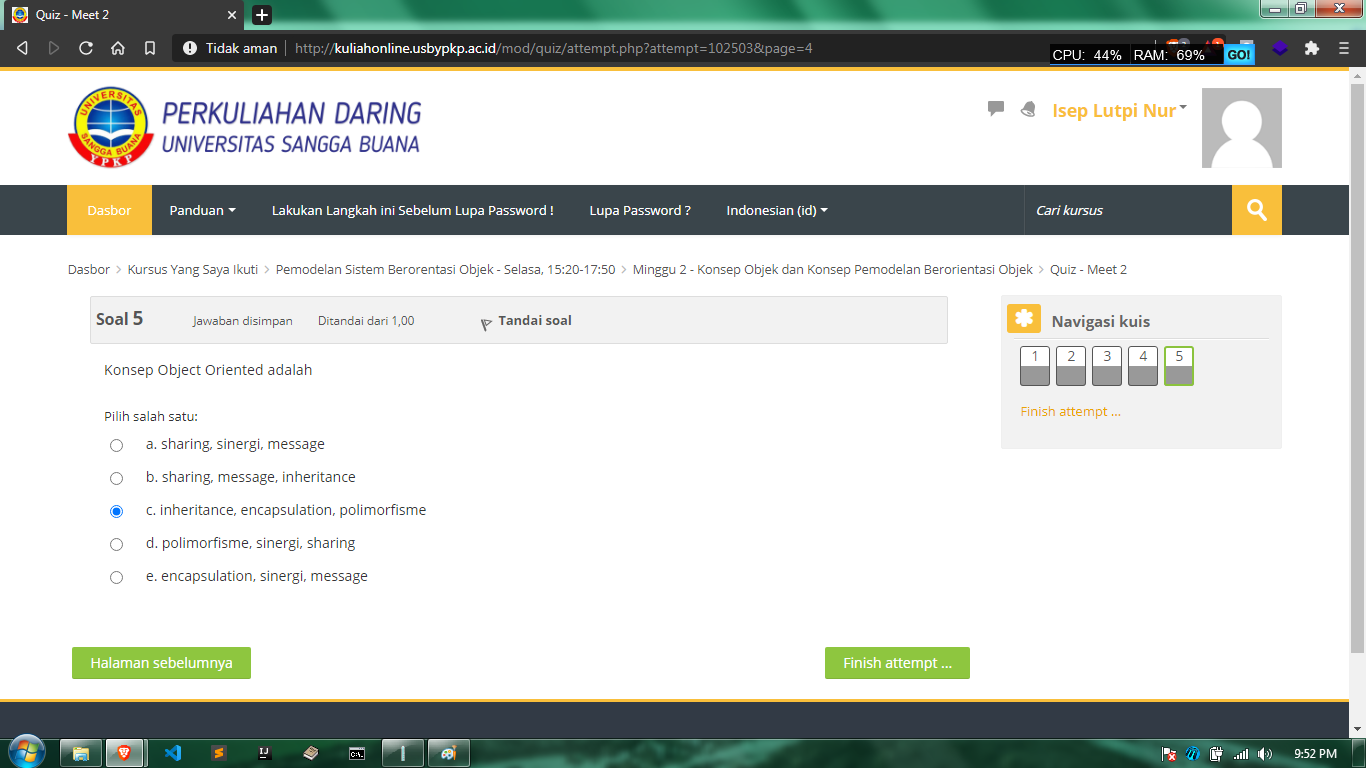 Quiz - Meet 2
Tidak aman
http://kuliahonline.usbypkp.ac.id/mod/quiz/attempt.php?attempt=102503&page=4
CPU: 44% RAM: 69% GO!
UNIVERSITAS
SANGGA BUANA
YPKP
PERKULIAHAN DARING
UNIVERSITAS SANGGA BUANA
Isep Lutpi Nur
Dasbor
Panduan
Lakukan Langkah ini Sebelum Lupa Password !
Lupa Password ?
Indonesian (id)
Cari kursus
Dasbor
Kursus Yang Saya Ikuti
Pemodelan Sistem Berorentasi Objek - Selasa, 15:20-17:50
Minggu 2 - Konsep Objek dan Konsep Pemodelan Berorientasi Objek
Quiz - Meet 2
Soal 5
Jawaban disimpan
Ditandai dari 1,00
Tandai soal
Konsep Object Oriented adalah
Pilih salah satu:
a. sharing, sinergi, message
b. sharing, message, inheritance
c. inheritance, encapsulation, polimorfisme
d. polimorfisme, sinergi, sharing
e. encapsulation, sinergi, message
Halaman sebelumnya
Finish attempt ...
Navigasi kuis
1 2 3 4 5
Finish attempt ...
9:52 PM